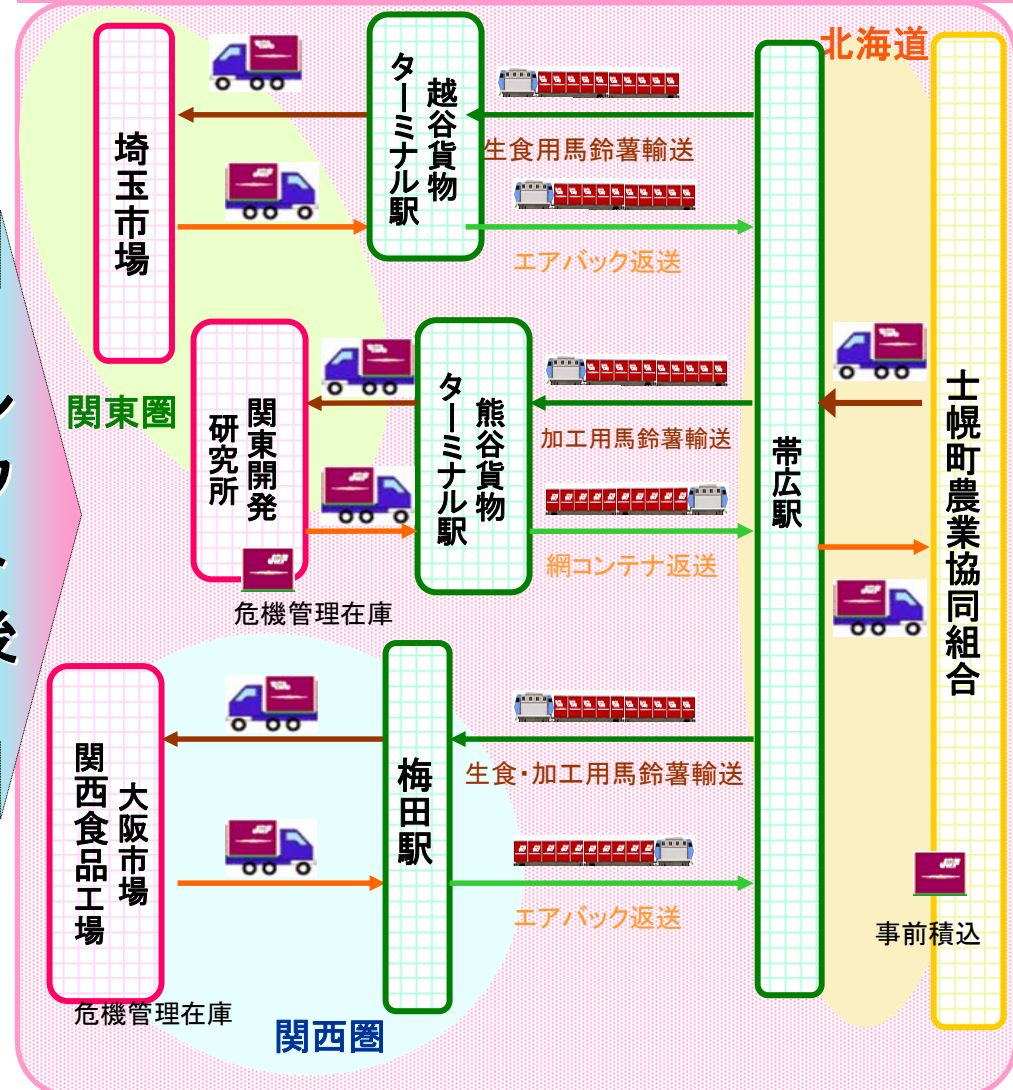 北海道
埼玉市場
越谷貨物
ターミナル駅
生食用馬鈴薯輸送
エアバック返送
関東圏
関東開発
研究所
熊谷貨物
ターミナル駅
加工用馬鈴薯輸送
網コンテナ返送
危機管理在庫
帯広駅
士幌町農業協同組合
大阪市場
関西食品工場
梅田駅
生食・加工用馬鈴薯輸送
エアバック返送
事前積込
危機管理在庫
関西圏